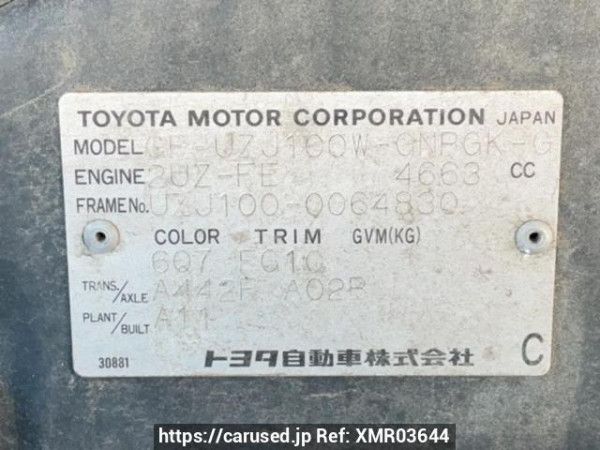 TOYOTA MOTOR CORPORATION JAPAN
MODEL UZJ100W-GNPGK-G
ENGINE 2UZ-FE 4663 CC
FRAME No. UZJ100-0064830
COLOR TRIM GVM(KG)
6Q7 FG10
TRANS./AXLE A442F A02B
PLANT/BUILT A11
30881 トヨタ自動車株式会社 C
https://carused.jp Ref: XMR03644